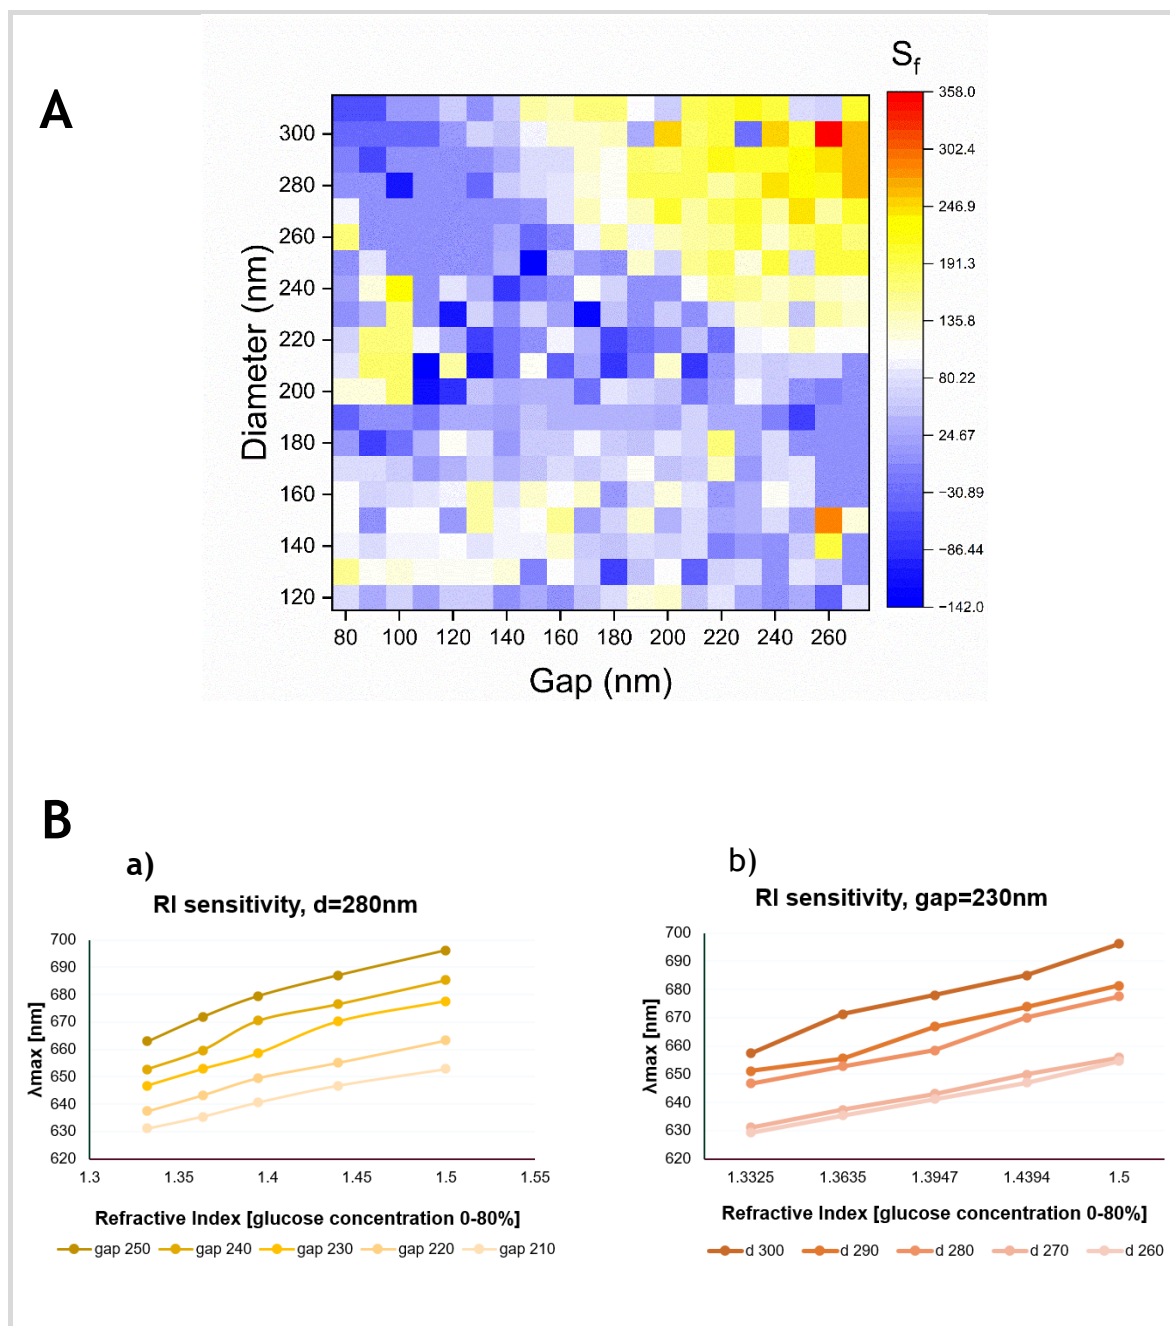 A
S_f
358.0
302.4
246.9
191.3
135.8
80.22
24.67
−30.89
−86.44
−142.0
Diameter (nm)
300
280
260
240
220
200
180
160
140
120
80 100 120 140 160 180 200 220 240 260
Gap (nm)
B
a)
RI sensitivity, d=280nm
λmax [nm]
700
690
680
670
660
650
640
630
620
1.3 1.35 1.4 1.45 1.5 1.55
Refractive Index [glucose concentration 0-80%]
gap 250 gap 240 gap 230 gap 220 gap 210
b)
RI sensitivity, gap=230nm
λmax [nm]
700
690
680
670
660
650
640
630
620
1.3325 1.3635 1.3947 1.4394 1.5
Refractive Index [glucose concentration 0-80%]
d 300 d 290 d 280 d 270 d 260